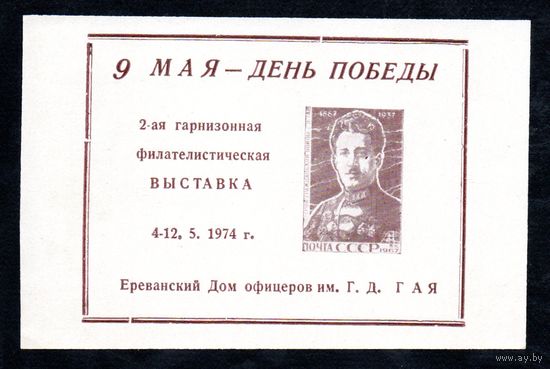 9 МАЯ — ДЕНЬ ПОБЕДЫ
2-ая гарнизонная
филателистическая
ВЫСТАВКА
4-12. 5. 1974 г.
1887 1937
ПОЧТА СССР
1967
Ереванский Дом офицеров им. Г. Д. ГАЯ
www.ay.by